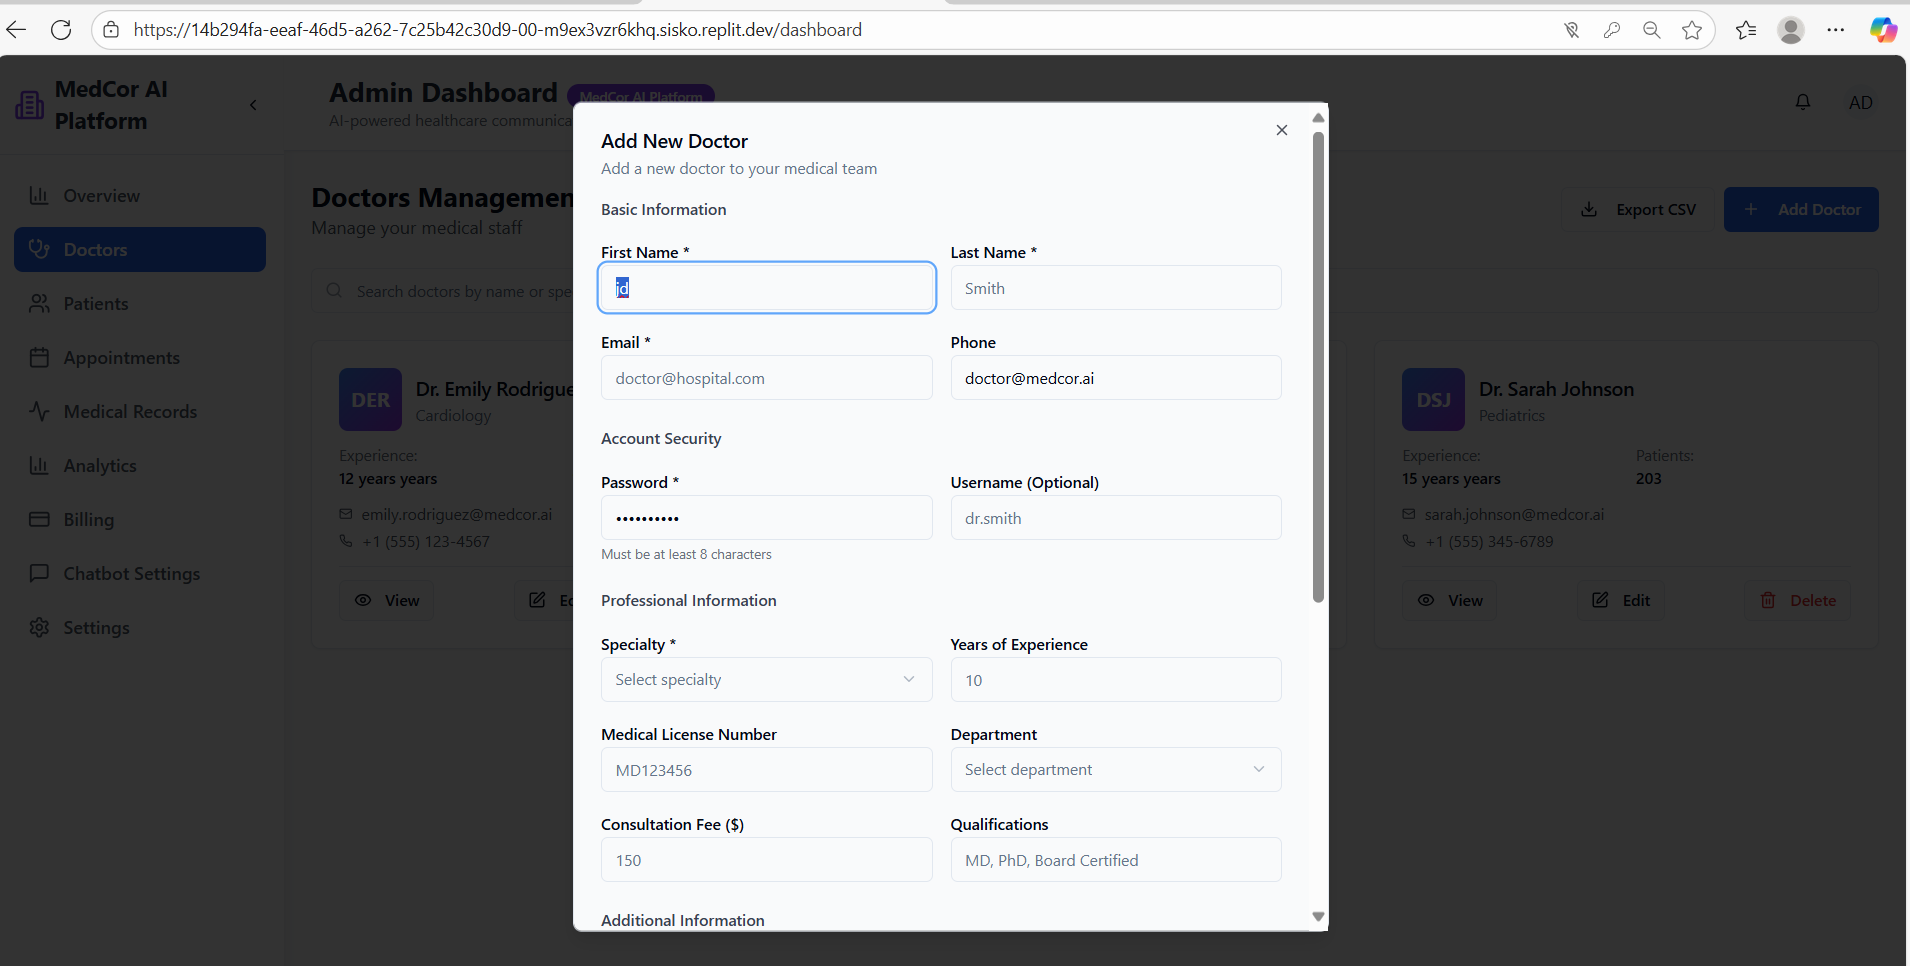 https://14b294fa-eeaf-46d5-a262-7c25b42c30d9-00-m9ex3vzr6khq.sisko.replit.dev/dashboard
MedCor AI
Platform
Admin Dashboard
MedCor AI Platform
AI-powered healthcare communica
AD
Overview
Doctors
Patients
Appointments
Medical Records
Analytics
Billing
Chatbot Settings
Settings
Doctors Managemen
Manage your medical staff
Export CSV
Add Doctor
Search doctors by name or spe
DER
Dr. Emily Rodrigue
Cardiology
Experience:
12 years years
emily.rodriguez@medcor.ai
+1 (555) 123-4567
View
DSJ
Dr. Sarah Johnson
Pediatrics
Experience:
Patients:
15 years years
203
sarah.johnson@medcor.ai
+1 (555) 345-6789
View
Edit
Delete
Add New Doctor
Add a new doctor to your medical team
Basic Information
First Name *
Last Name *
jd
Smith
Email *
Phone
doctor@hospital.com
doctor@medcor.ai
Account Security
Password *
Username (Optional)
••••••••••
dr.smith
Must be at least 8 characters
Professional Information
Specialty *
Years of Experience
Select specialty
10
Medical License Number
Department
MD123456
Select department
Consultation Fee ($)
Qualifications
150
MD, PhD, Board Certified
Additional Information